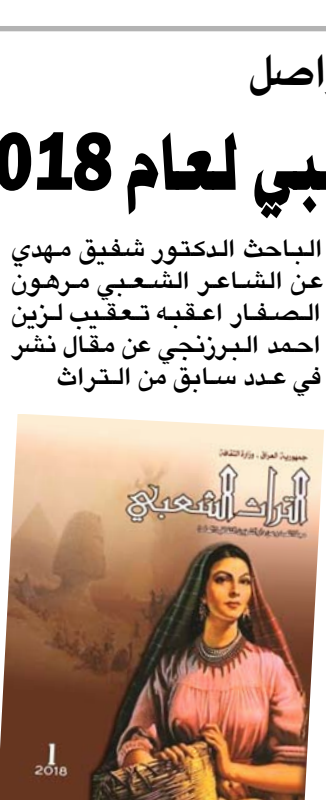 راصل
بي لعام 2018
الباحث الدكتور شفيق مهدي
عن الشاعر الشعبي مرهون
الصفار اعقبه تعقيب لزين
احمد البرزنجي عن مقال نشر
في عدد سابق من التراث
جمهورية العراق . وزارة الثقافة
التراث الشعبي
1
2018